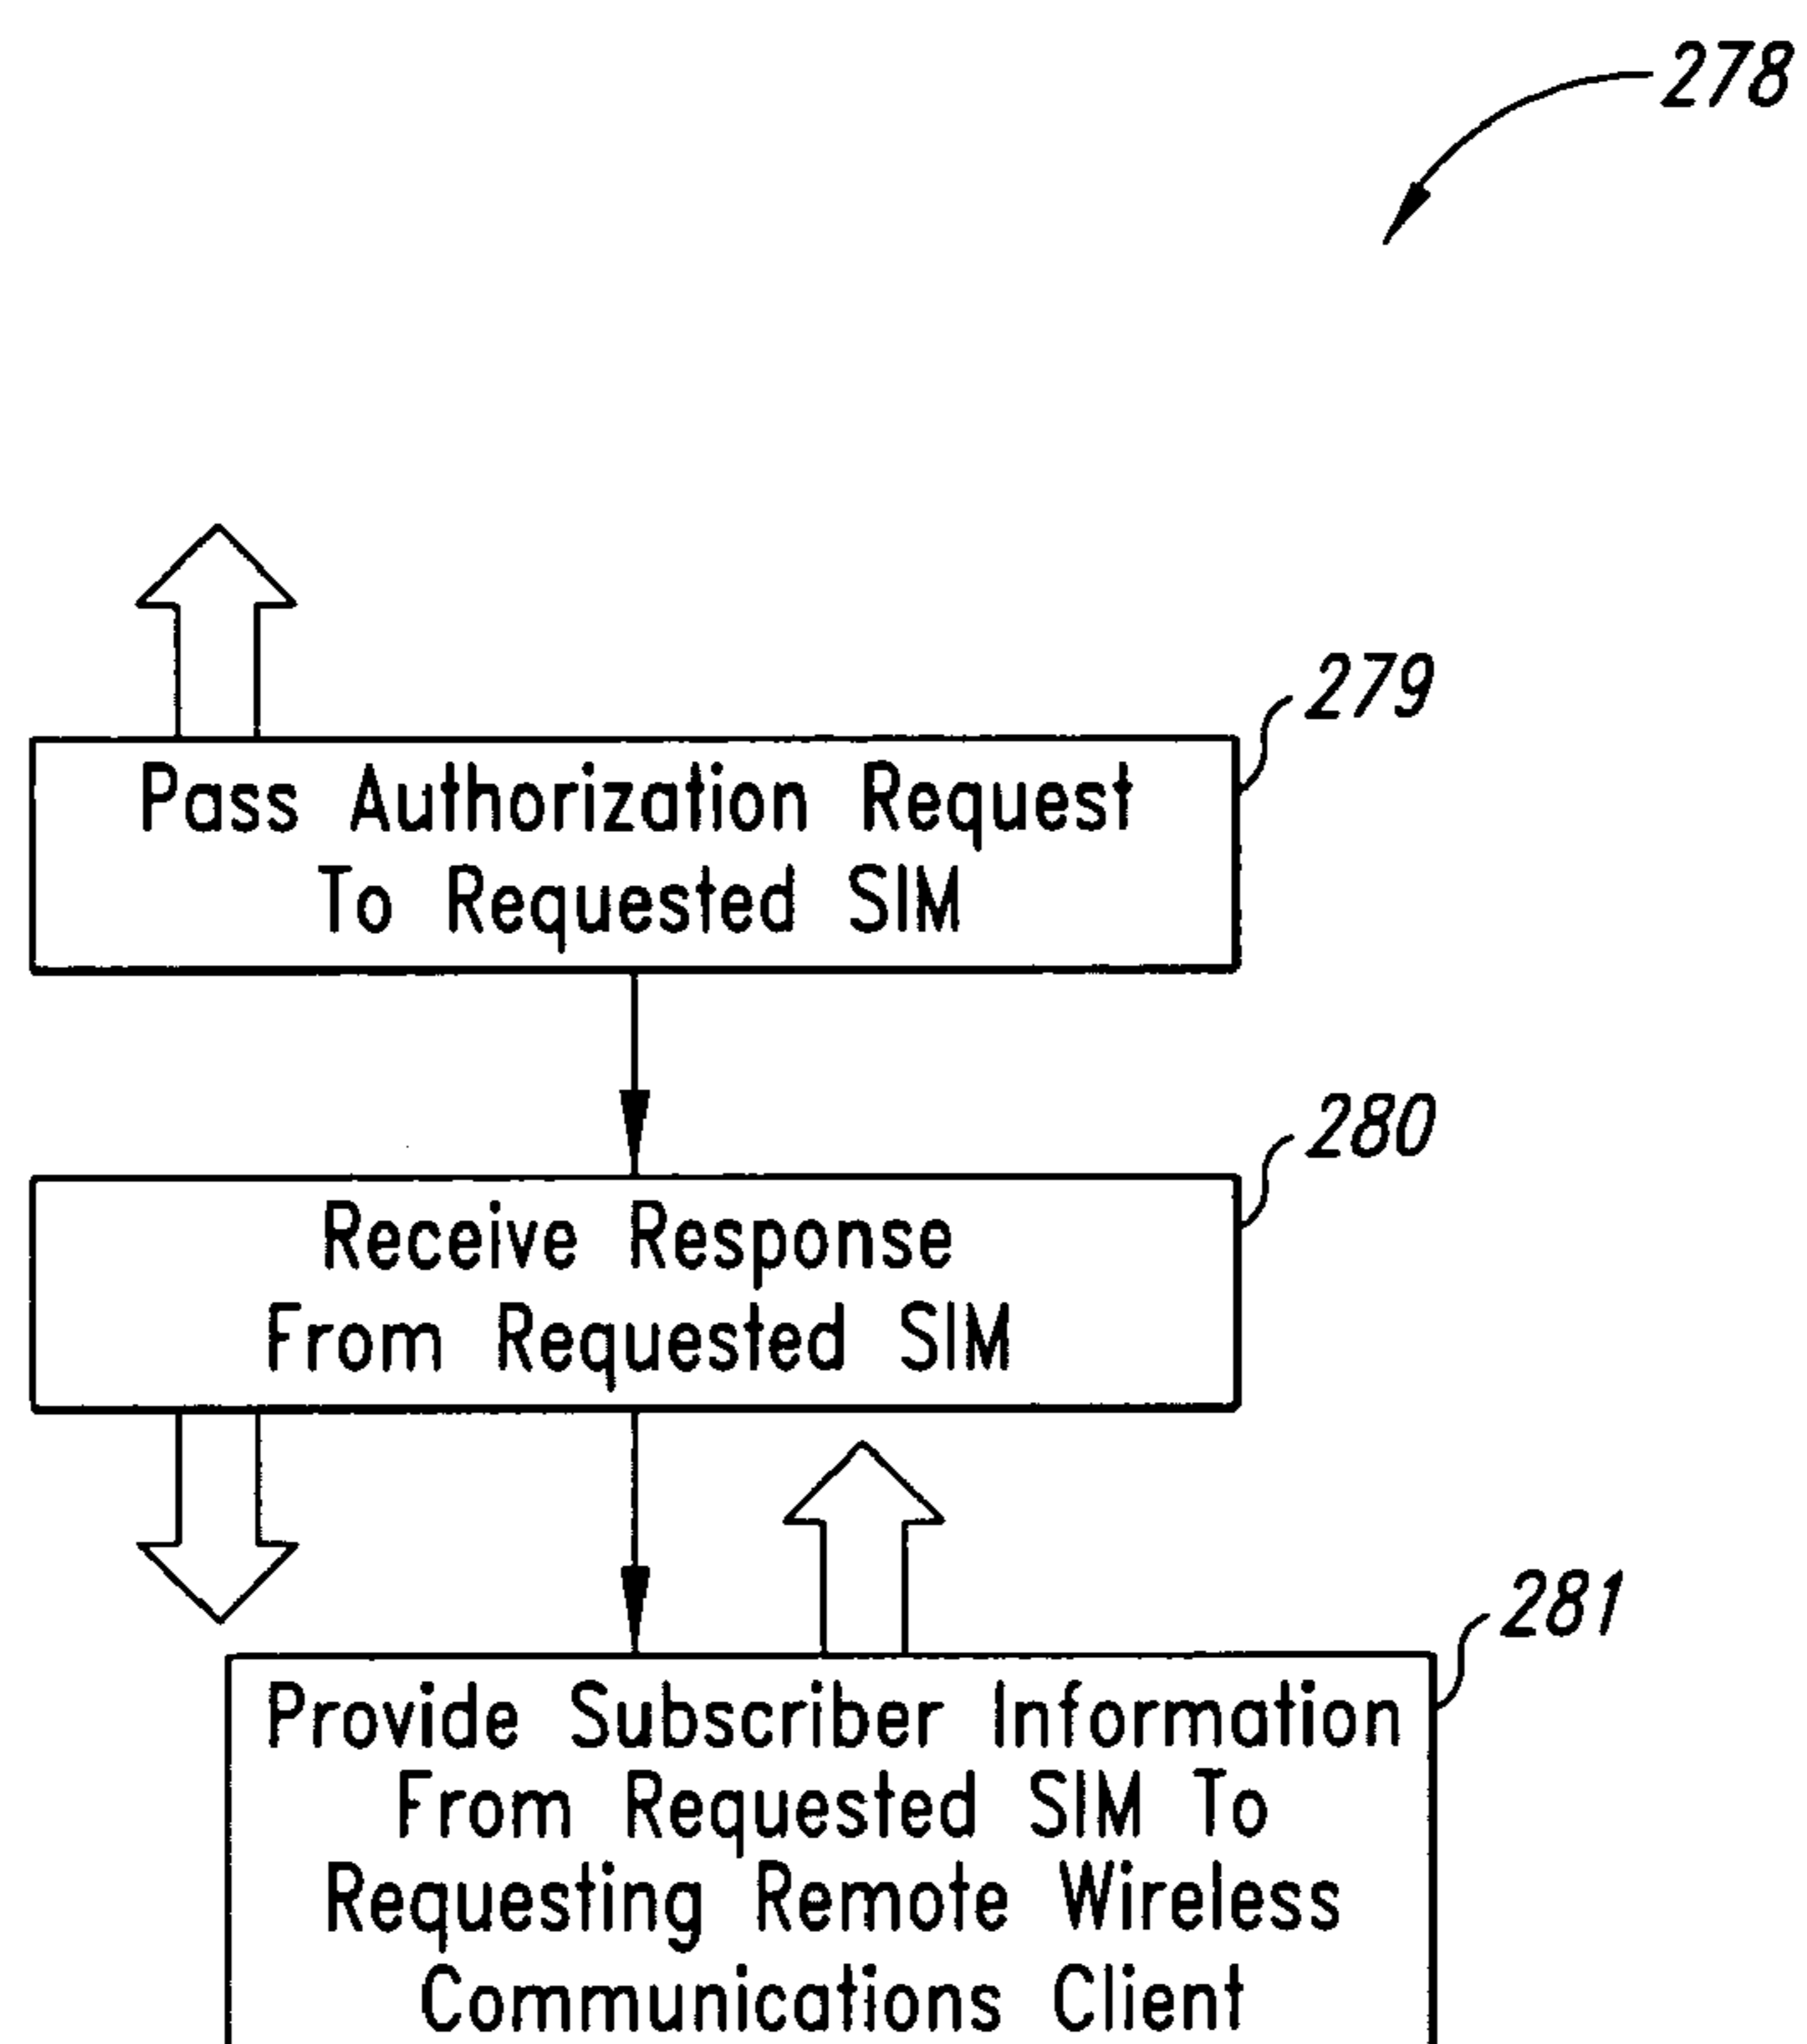 278
279
Pass Authorization Request
To Requested SIM
280
Receive Response
From Requested SIM
281
Provide Subscriber Information
From Requested SIM To
Requesting Remote Wireless
Communications Client